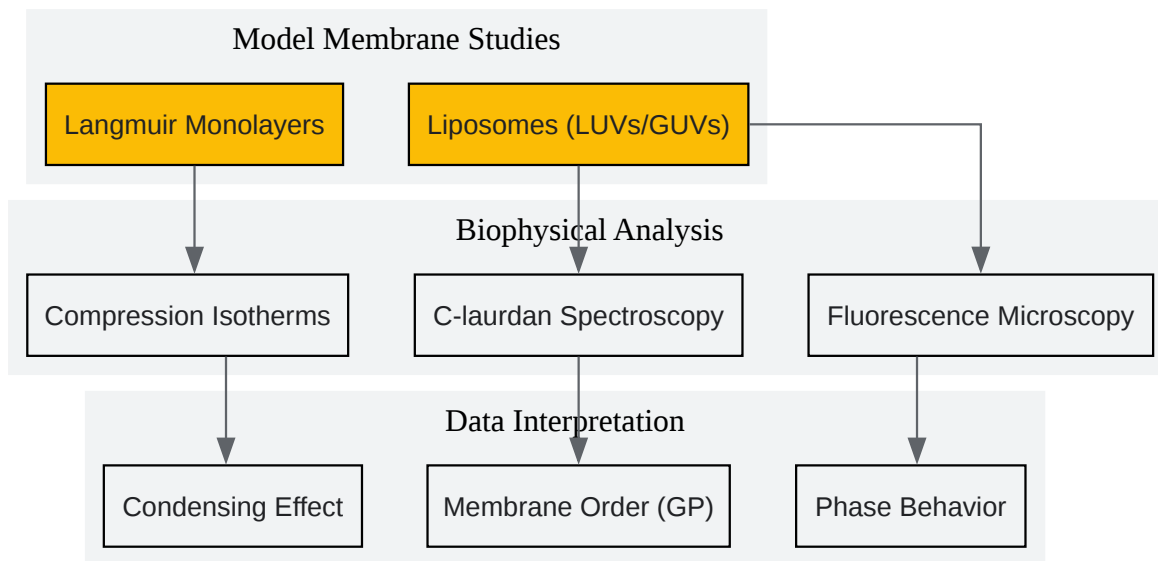 Model Membrane Studies
Langmuir Monolayers
Liposomes (LUVs/GUVs)
Biophysical Analysis
Compression Isotherms
C-laurdan Spectroscopy
Fluorescence Microscopy
Data Interpretation
Condensing Effect
Membrane Order (GP)
Phase Behavior